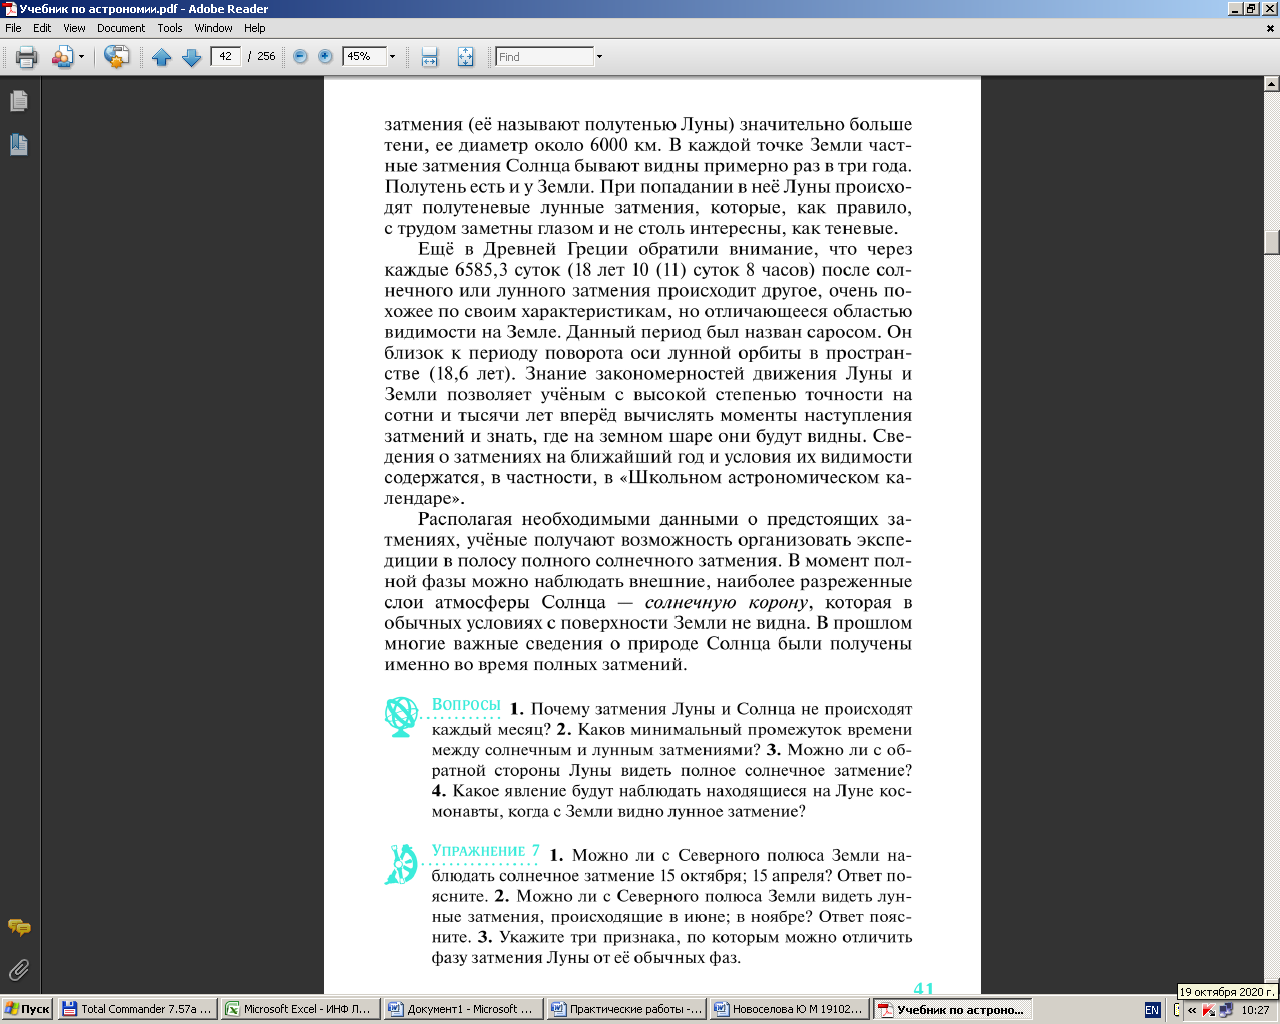 Учебник по астрономии.pdf - Adobe Reader
File Edit View Document Tools Window Help
42 / 256 45% Find
затмения (её называют полутенью Луны) значительно больше
тени, ее диаметр около 6000 км. В каждой точке Земли част-
ные затмения Солнца бывают видны примерно раз в три года.
Полутень есть и у Земли. При попадании в неё Луны происхо-
дят полутеневые лунные затмения, которые, как правило,
с трудом заметны глазом и не столь интересны, как теневые.
Ещё в Древней Греции обратили внимание, что через
каждые 6585,3 суток (18 лет 10 (11) суток 8 часов) после сол-
нечного или лунного затмения происходит другое, очень по-
хожее по своим характеристикам, но отличающееся областью
видимости на Земле. Данный период был назван саросом. Он
близок к периоду поворота оси лунной орбиты в простран-
стве (18,6 лет). Знание закономерностей движения Луны и
Земли позволяет учёным с высокой степенью точности на
сотни и тысячи лет вперёд вычислять моменты наступления
затмений и знать, где на земном шаре они будут видны. Све-
дения о затмениях на ближайший год и условия их видимости
содержатся, в частности, в «Школьном астрономическом ка-
лендаре».
Располагая необходимыми данными о предстоящих за-
тмениях, учёные получают возможность организовать экспе-
диции в полосу полного солнечного затмения. В момент пол-
ной фазы можно наблюдать внешние, наиболее разреженные
слои атмосферы Солнца — солнечную корону, которая в
обычных условиях с поверхности Земли не видна. В прошлом
многие важные сведения о природе Солнца были получены
именно во время полных затмений.
Вопросы 1. Почему затмения Луны и Солнца не происходят
каждый месяц? 2. Каков минимальный промежуток времени
между солнечным и лунным затмениями? 3. Можно ли с об-
ратной стороны Луны видеть полное солнечное затмение?
4. Какое явление будут наблюдать находящиеся на Луне кос-
монавты, когда с Земли видно лунное затмение?
Упражнение 7 1. Можно ли с Северного полюса Земли на-
блюдать солнечное затмение 15 октября; 15 апреля? Ответ по-
ясните. 2. Можно ли с Северного полюса Земли видеть лун-
ные затмения, происходящие в июне; в ноябре? Ответ пояс-
ните. 3. Укажите три признака, по которым можно отличить
фазу затмения Луны от её обычных фаз.
41
19 октября 2020 г.
Пуск Total Commander 7.57a ... Microsoft Excel - ИНФ Л... Документ1 - Microsoft ... Практические работы -... Новоселова Ю М 19102... Учебник по астроно... EN « 10:27